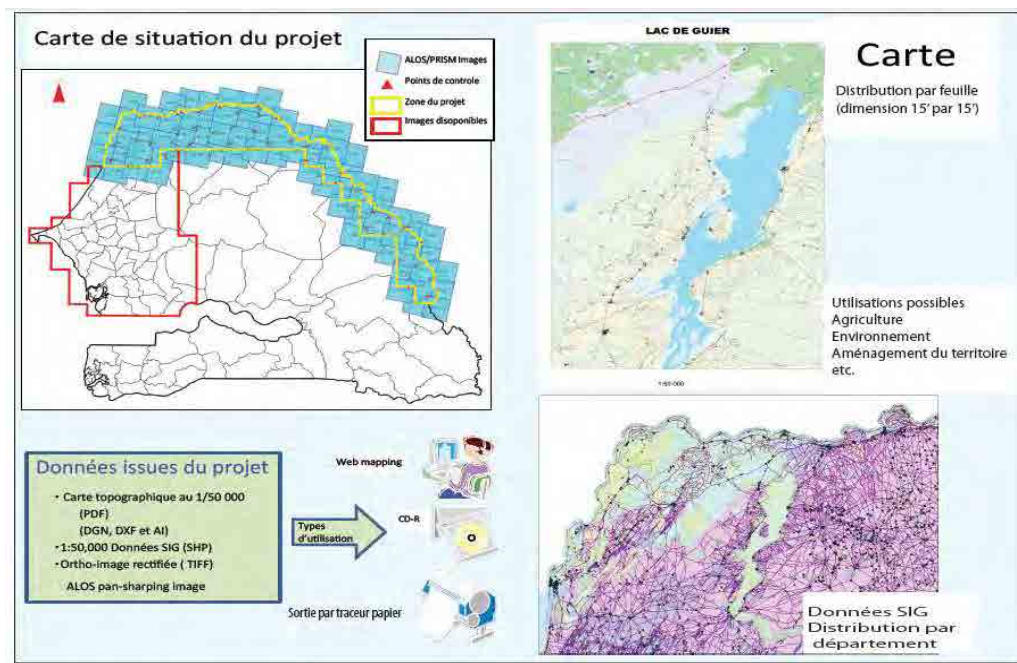 Carte de situation du projet
ALOS/PRISM Images
Points de controle
Zone du projet
Images disoponibles
LAC DE GUIER
1:50 000
Carte
Distribution par feuille
(dimension 15' par 15')
Utilisations possibles
Agriculture
Environnement
Aménagement du territoire
etc.
Données issues du projet
• Carte topographique au 1/50 000
(PDF)
(DGN, DXF et AI)
•1:50,000 Données SIG (SHP)
•Ortho-image rectifiée ( TIFF)
ALOS pan-sharping image
Types
d'utilisation
Web mapping
CD-R
Sortie par traceur papier
Données SIG
Distribution par
département